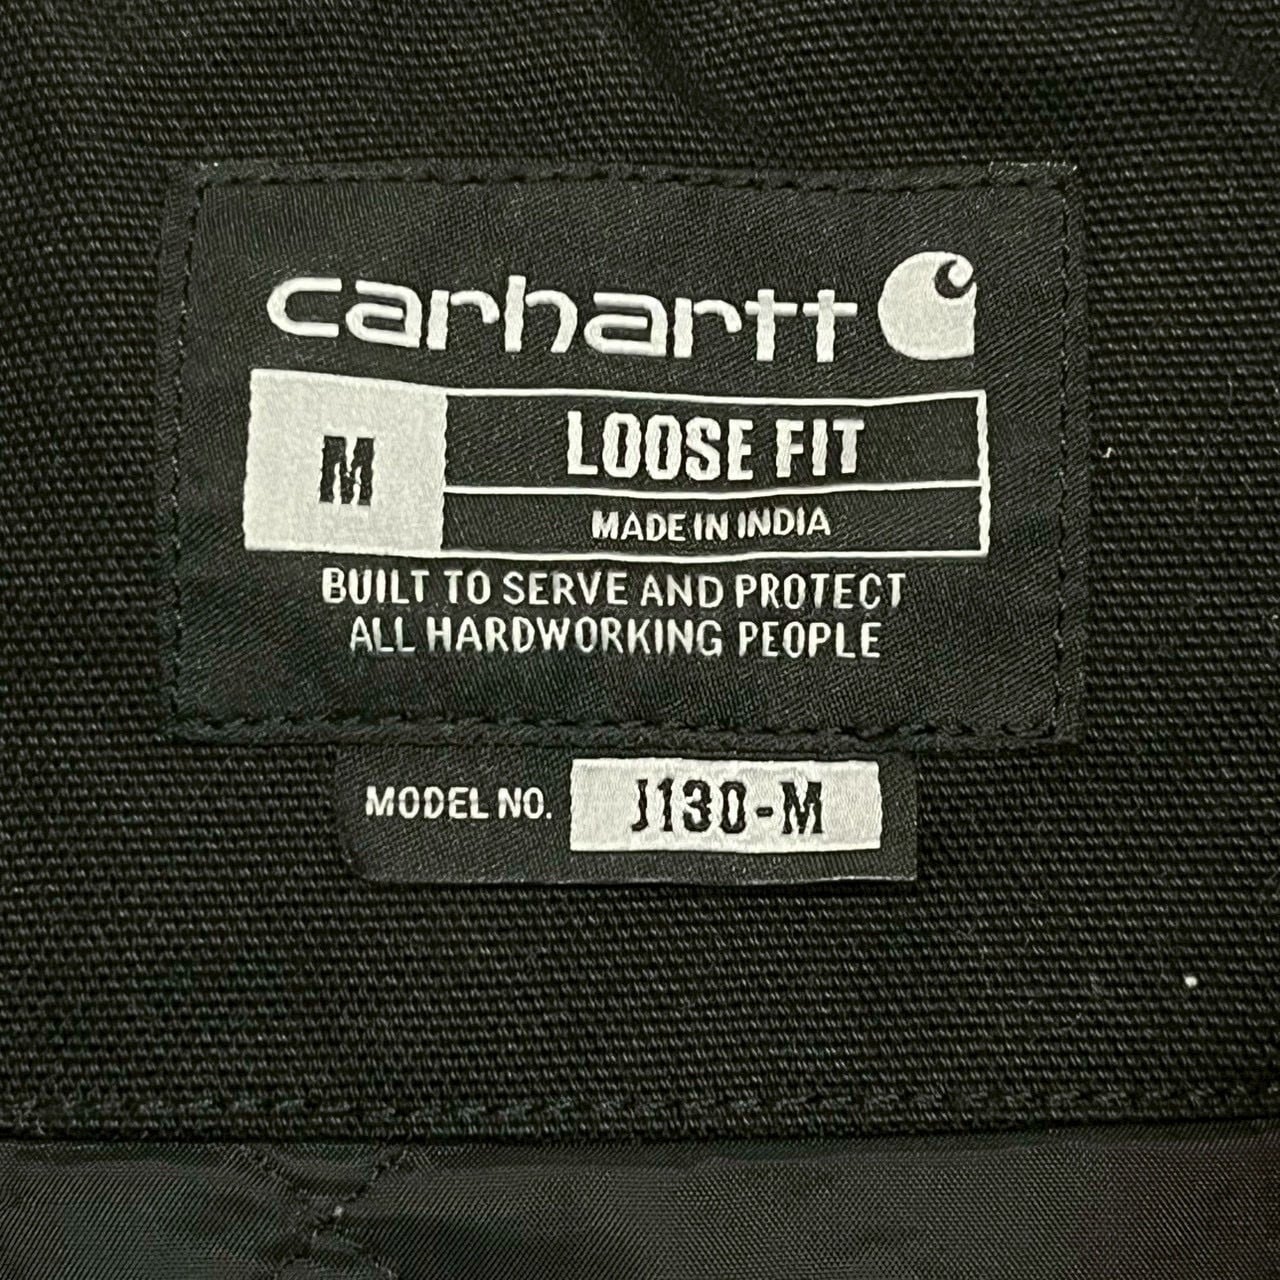 carhartt
M
LOOSE FIT
MADE IN INDIA
BUILT TO SERVE AND PROTECT
ALL HARDWORKING PEOPLE
MODEL NO. J130-M